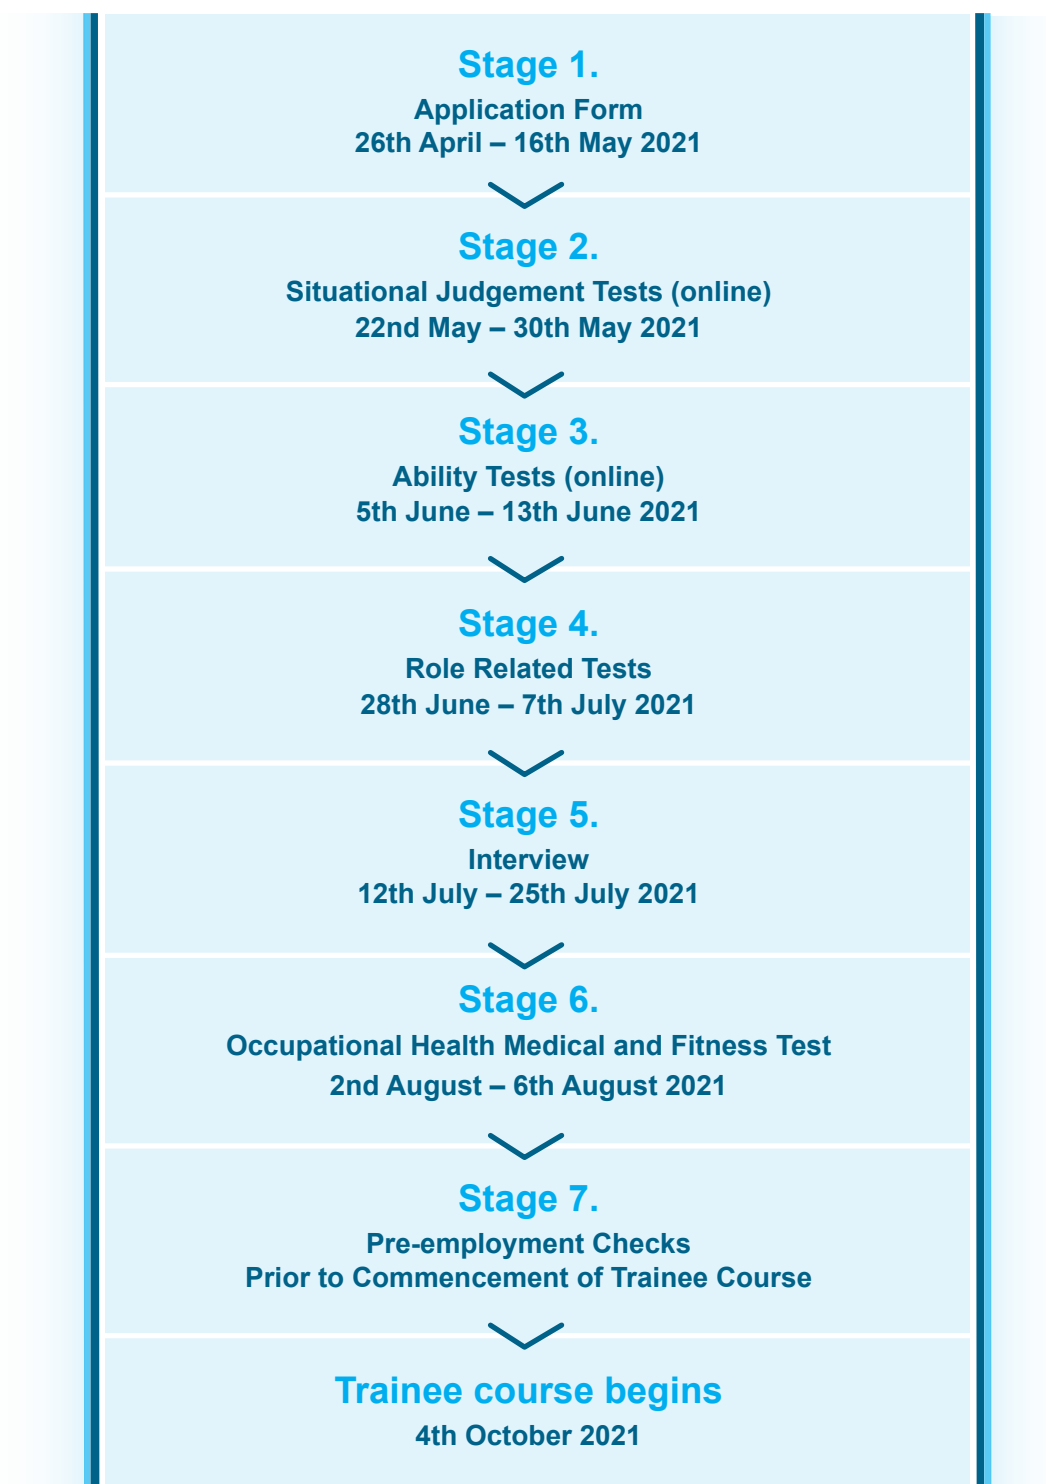 Stage 1.
Application Form
26th April – 16th May 2021
Stage 2.
Situational Judgement Tests (online)
22nd May – 30th May 2021
Stage 3.
Ability Tests (online)
5th June – 13th June 2021
Stage 4.
Role Related Tests
28th June – 7th July 2021
Stage 5.
Interview
12th July – 25th July 2021
Stage 6.
Occupational Health Medical and Fitness Test
2nd August – 6th August 2021
Stage 7.
Pre-employment Checks
Prior to Commencement of Trainee Course
Trainee course begins
4th October 2021